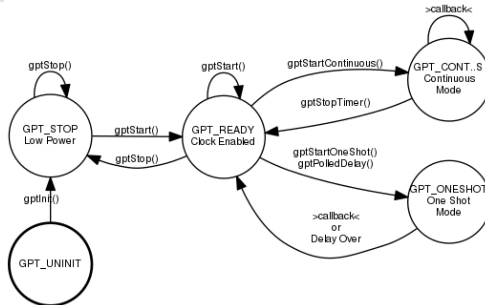 >callback<
gptStop()
gptStart()
gptStartContinuous()
GPT_CONT..S
Continuous
Mode
gptStopTimer()
GPT_STOP
Low Power
gptStart()
GPT_READY
Clock Enabled
gptStop()
gptStartOneShot()
gptPolledDelay()
gptInit()
GPT_ONESHOT
One Shot
Mode
>callback<
or
Delay Over
GPT_UNINIT